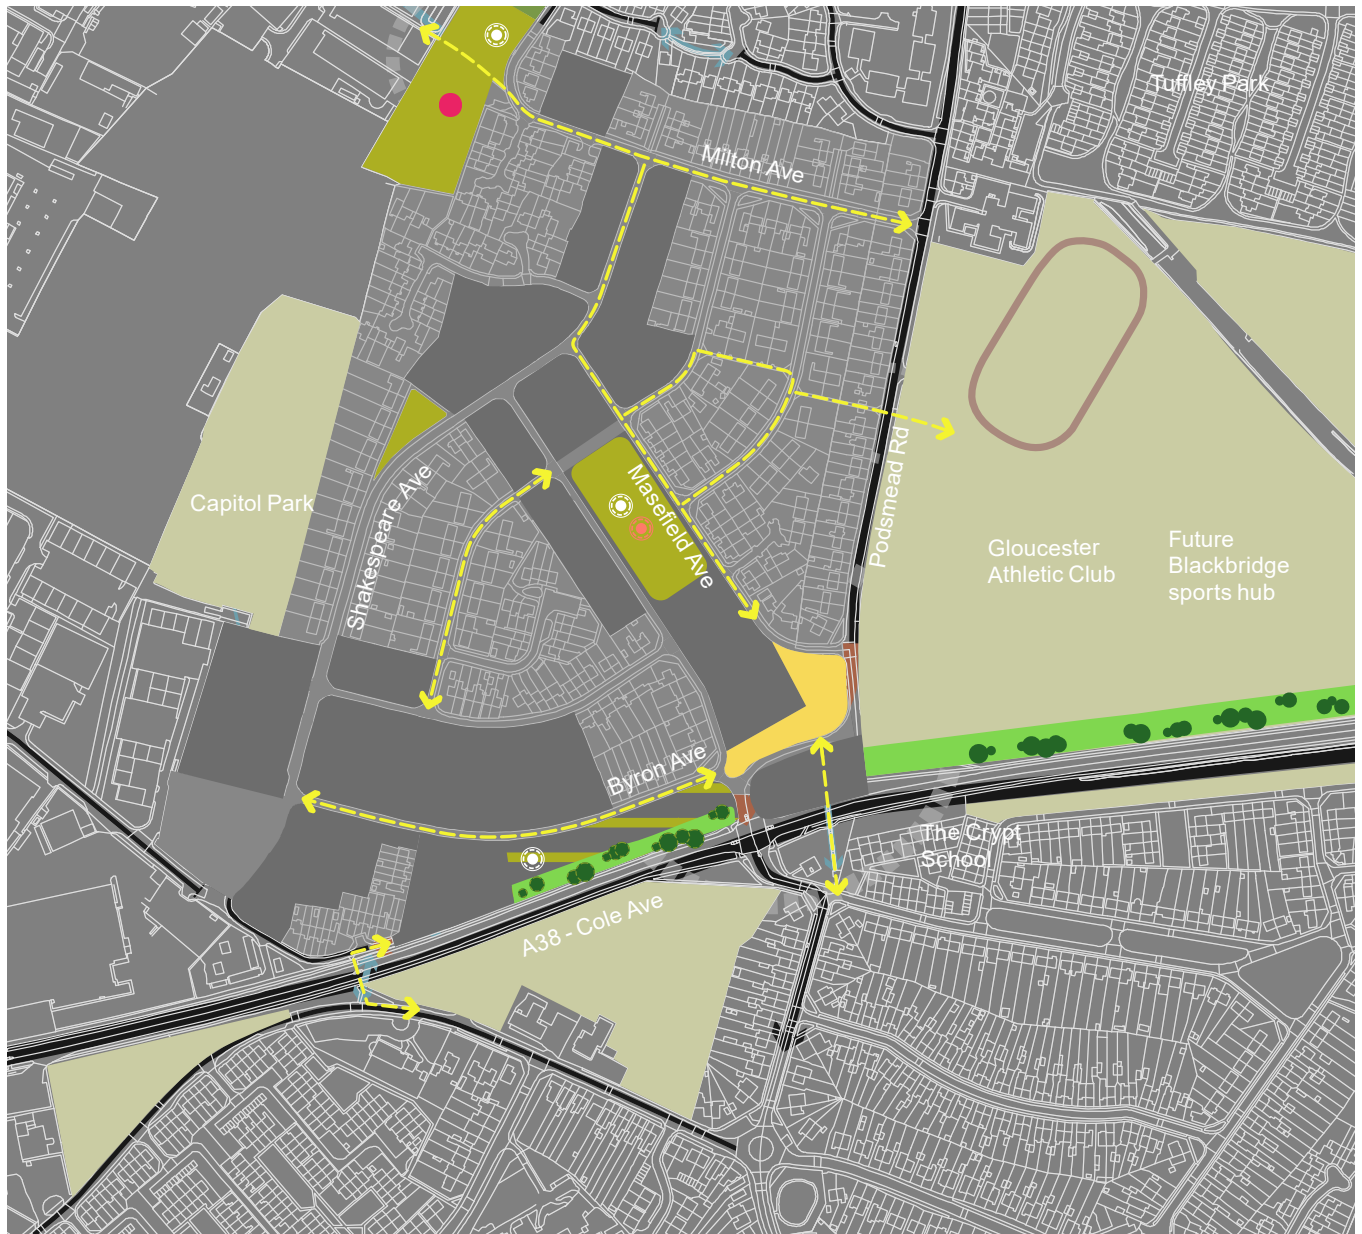 Tuffley Park
Milton Ave
Capitol Park
Shakespeare Ave
Masefield Ave
Podsmead Rd
Gloucester
Athletic Club
Future
Blackbridge
sports hub
Byron Ave
The Crypt
School
A38 - Cole Ave